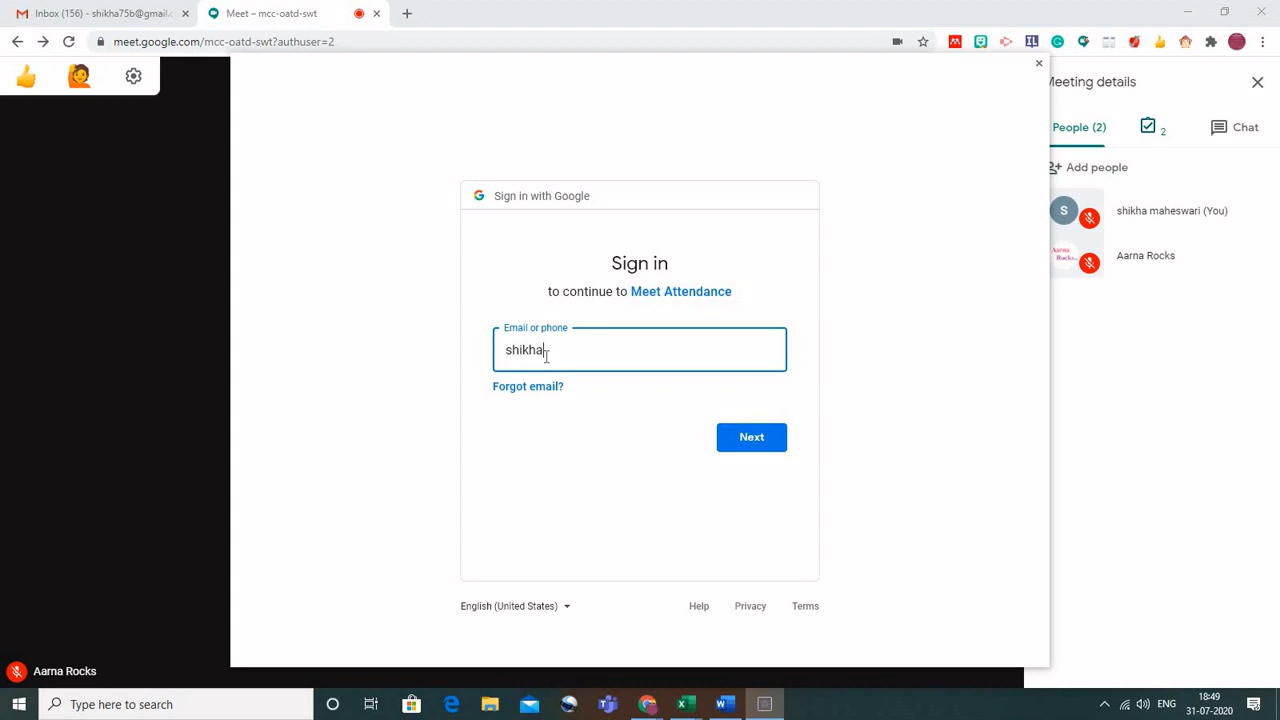 Inbox (156) - shikha75b@gmail.
Meet – mcc-oatd-swt
meet.google.com/mcc-oatd-swt?authuser=2
Meeting details
People (2)
2
Chat
Add people
S
shikha maheswari (You)
Aarna
Rocks...
Aarna Rocks
G
Sign in with Google
Sign in
to continue to Meet Attendance
Email or phone
shikha
Forgot email?
Next
English (United States)
Help
Privacy
Terms
Aarna Rocks
Type here to search
ENG
18:49
31-07-2020